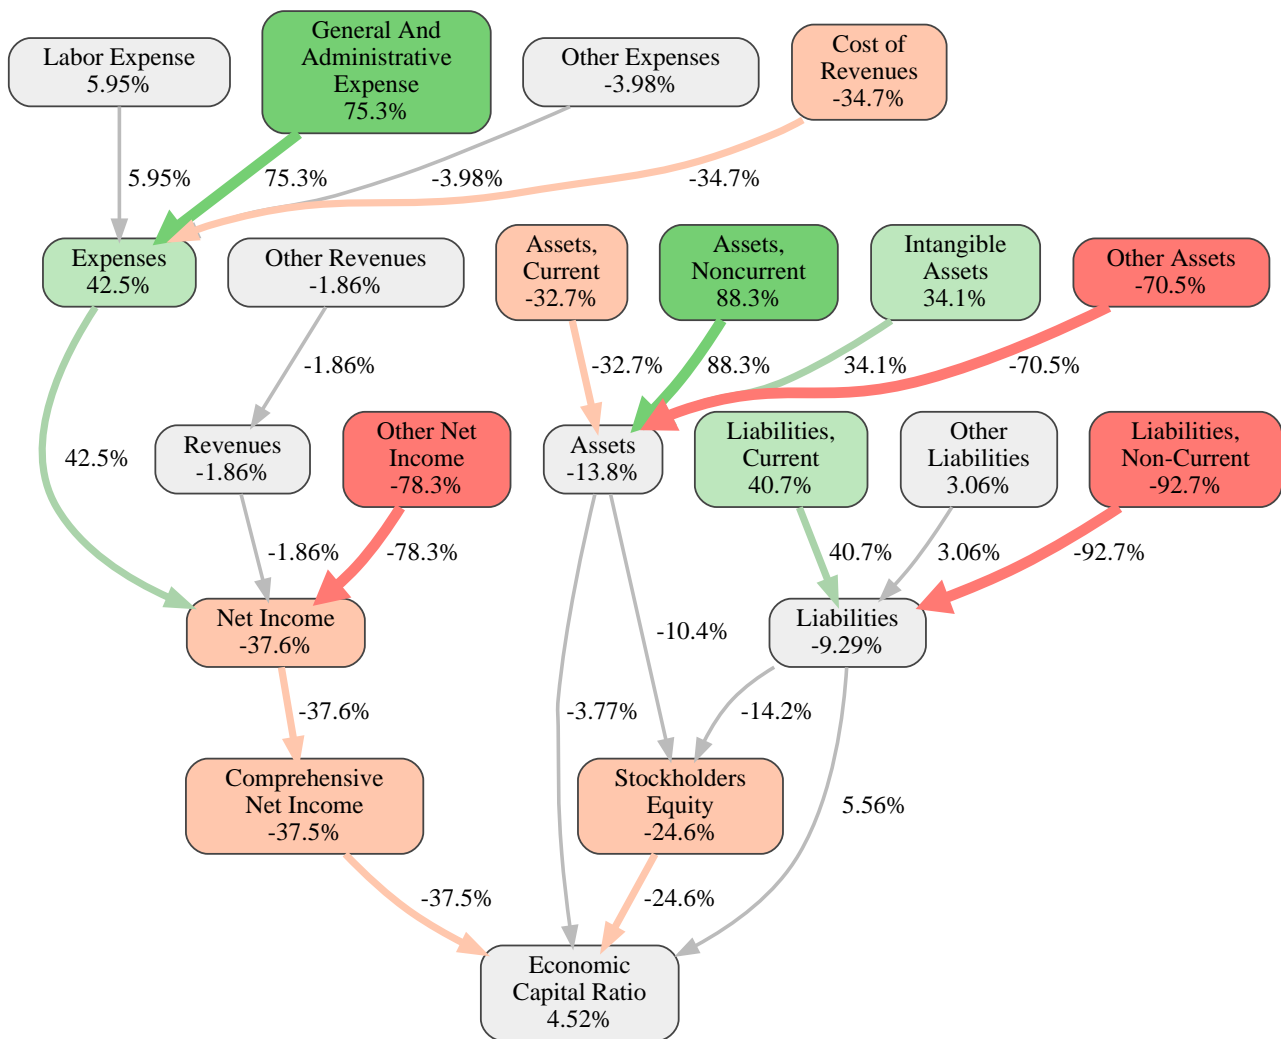 Labor Expense
5.95%
General And
Administrative
Expense
75.3%
Other Expenses
-3.98%
Cost of
Revenues
-34.7%
5.95%
75.3%
-3.98%
-34.7%
Expenses
42.5%
Other Revenues
-1.86%
Assets,
Current
-32.7%
Assets,
Noncurrent
88.3%
Intangible
Assets
34.1%
Other Assets
-70.5%
-1.86%
-32.7%
88.3%
34.1%
-70.5%
42.5%
Revenues
-1.86%
Other Net
Income
-78.3%
Assets
-13.8%
Liabilities,
Current
40.7%
Other
Liabilities
3.06%
Liabilities,
Non-Current
-92.7%
-1.86%
-78.3%
40.7%
3.06%
-92.7%
Net Income
-37.6%
-10.4%
Liabilities
-9.29%
-37.6%
-3.77%
-14.2%
Comprehensive
Net Income
-37.5%
Stockholders
Equity
-24.6%
5.56%
-37.5%
-24.6%
Economic
Capital Ratio
4.52%